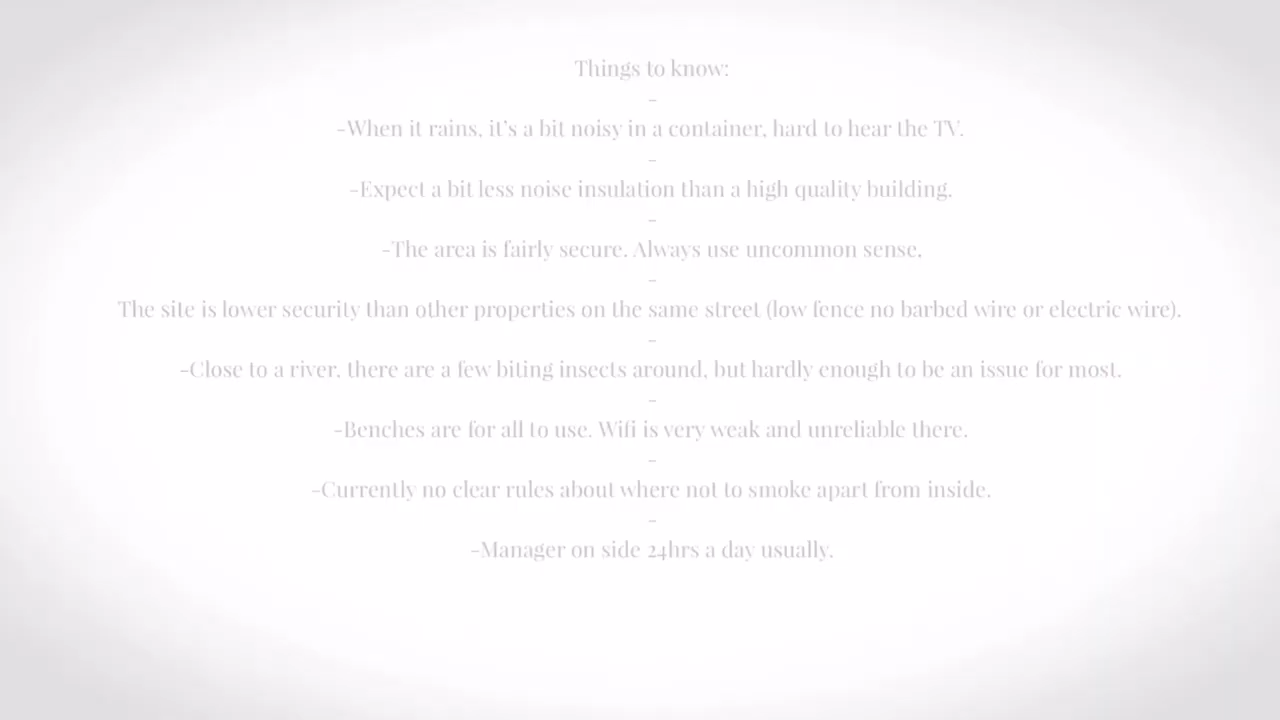 Things to know:
-
-When it rains, it's a bit noisy in a container, hard to hear the TV.
-
-Expect a bit less noise insulation than a high quality building.
-
-The area is fairly secure. Always use uncommon sense.
-
The site is lower security than other properties on the same street (low fence no barbed wire or electric wire).
-
-Close to a river, there are a few biting insects around, but hardly enough to be an issue for most.
-
-Benches are for all to use. Wifi is very weak and unreliable there.
-
-Currently no clear rules about where not to smoke apart from inside.
-
-Manager on side 24hrs a day usually.